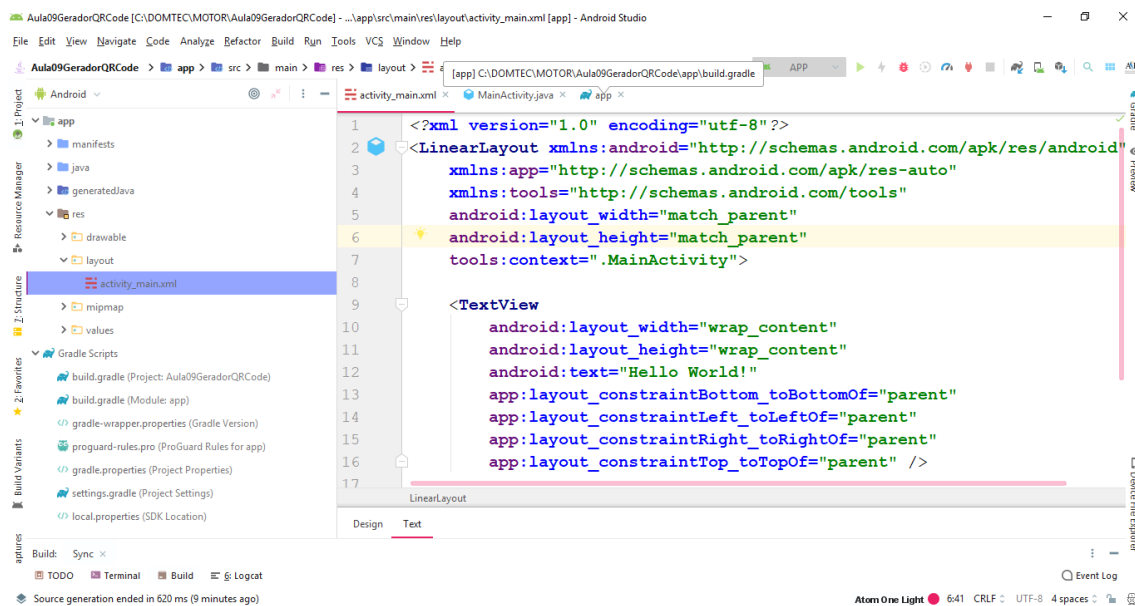 Aula09GeradorQRCode [C:\DOMTEC\MOTOR\Aula09GeradorQRCode] - ...\app\src\main\res\layout\activity_main.xml [app] - Android Studio
File Edit View Navigate Code Analyze Refactor Build Run Tools VCS Window Help
Aula09GeradorQRCode app src main res layout
[app] C:\DOMTEC\MOTOR\Aula09GeradorQRCode\app\build.gradle
APP
1: Project
Resource Manager
7: Structure
2: Favorites
Build Variants
Android
app
manifests
java
generatedJava
res
drawable
layout
activity_main.xml
mipmap
values
Gradle Scripts
build.gradle (Project: Aula09GeradorQRCode)
build.gradle (Module: app)
gradle-wrapper.properties (Gradle Version)
proguard-rules.pro (ProGuard Rules for app)
gradle.properties (Project Properties)
settings.gradle (Project Settings)
local.properties (SDK Location)
activity_main.xml MainActivity.java app
1 <?xml version="1.0" encoding="utf-8"?>
2 <LinearLayout xmlns:android="http://schemas.android.com/apk/res/android"
3 xmlns:app="http://schemas.android.com/apk/res-auto"
4 xmlns:tools="http://schemas.android.com/tools"
5 android:layout_width="match_parent"
6 android:layout_height="match_parent"
7 tools:context=".MainActivity">
8
9 <TextView
10 android:layout_width="wrap_content"
11 android:layout_height="wrap_content"
12 android:text="Hello World!"
13 app:layout_constraintBottom_toBottomOf="parent"
14 app:layout_constraintLeft_toLeftOf="parent"
15 app:layout_constraintRight_toRightOf="parent"
16 app:layout_constraintTop_toTopOf="parent" />
17
LinearLayout
Design Text
Gradle
Preview
Device File Explorer
Build: Sync
TODO Terminal Build 6: Logcat
Event Log
Source generation ended in 620 ms (9 minutes ago)
Atom One Light 6:41 CRLF UTF-8 4 spaces